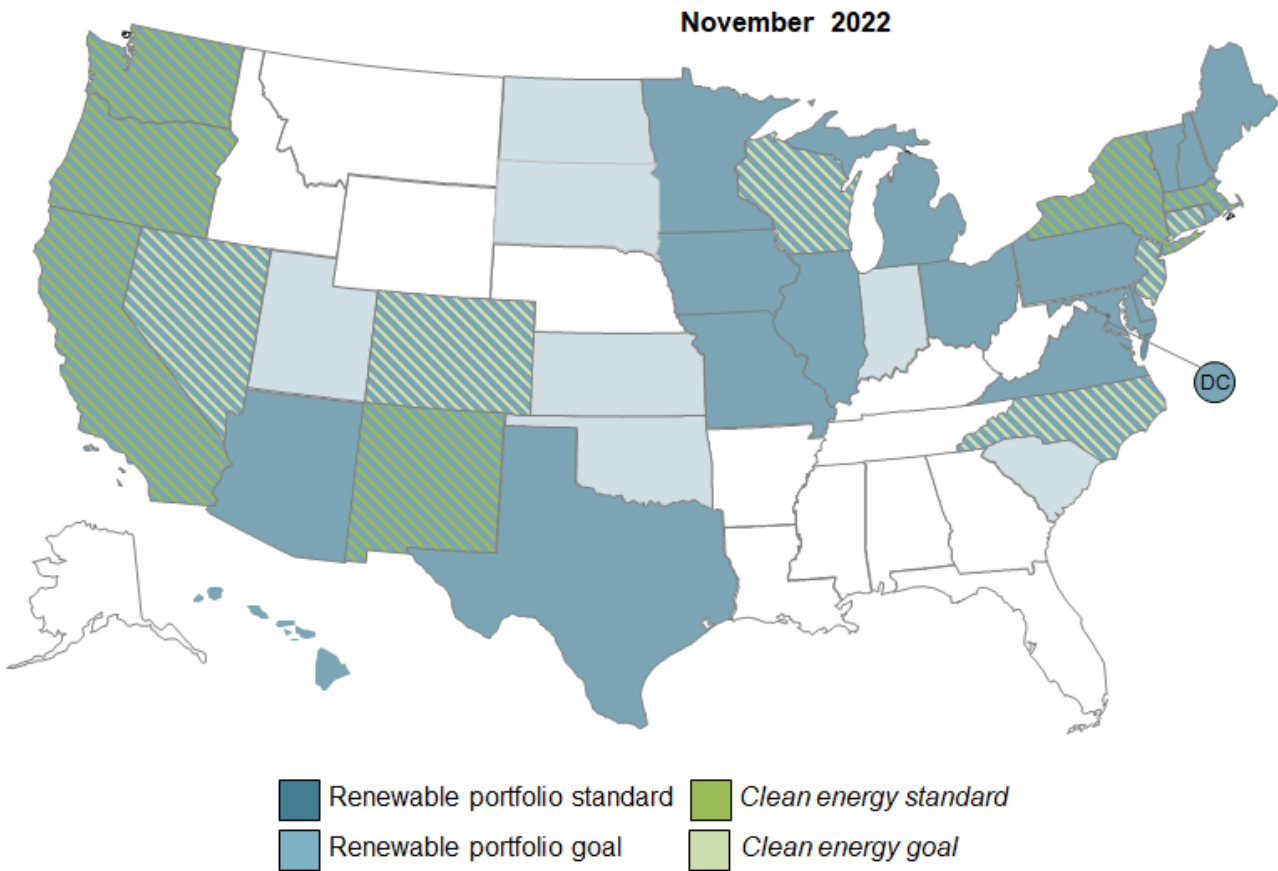 November 2022
DC
Renewable portfolio standard
Clean energy standard
Renewable portfolio goal
Clean energy goal